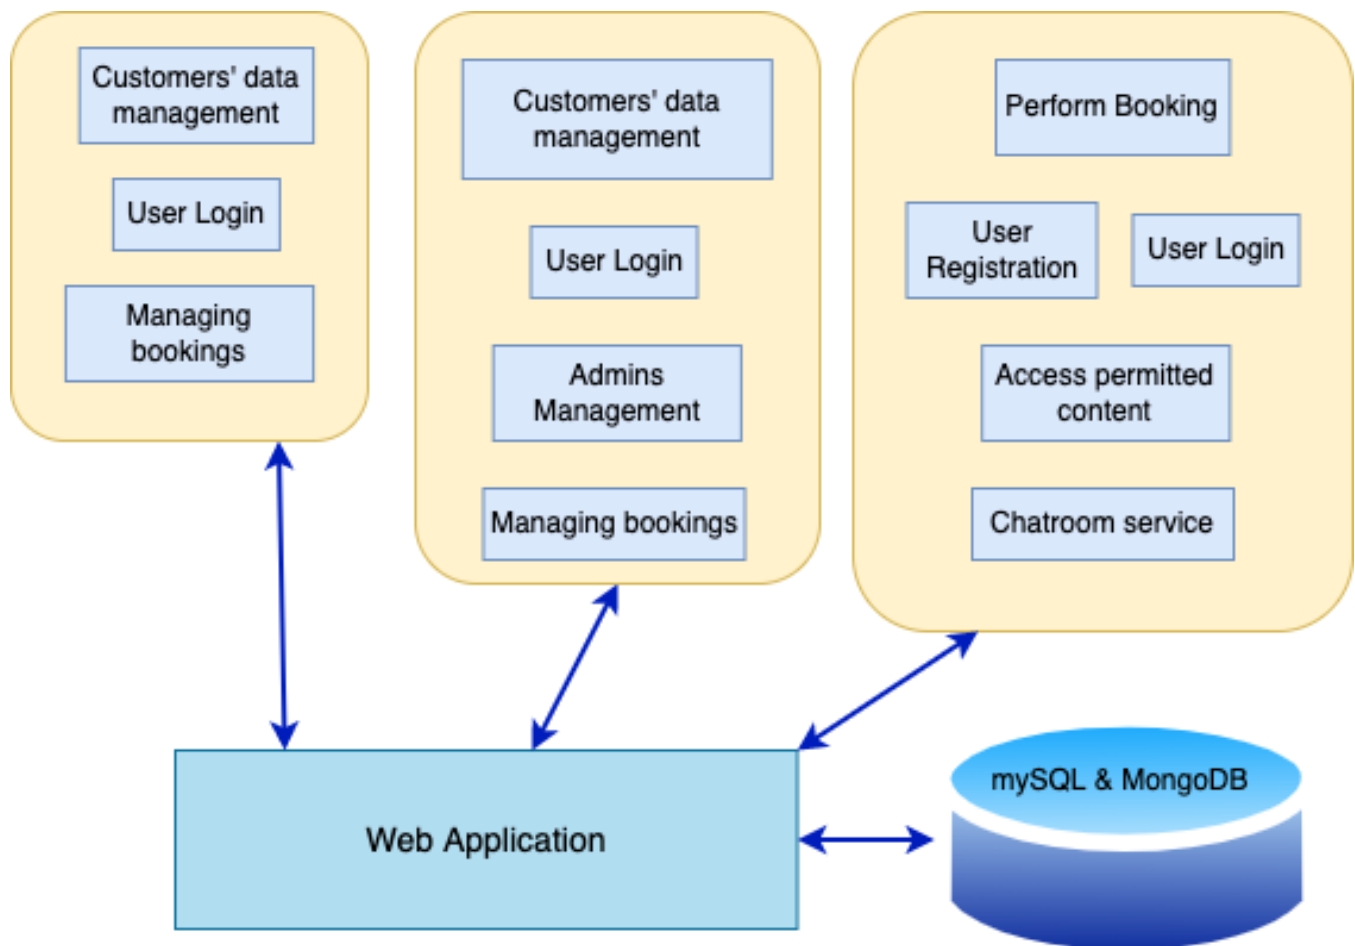 Customers' data
management
User Login
Managing
bookings
Customers' data
management
User Login
Admins
Management
Managing bookings
Perform Booking
User
Registration
User Login
Access permitted
content
Chatroom service
Web Application
mySQL & MongoDB